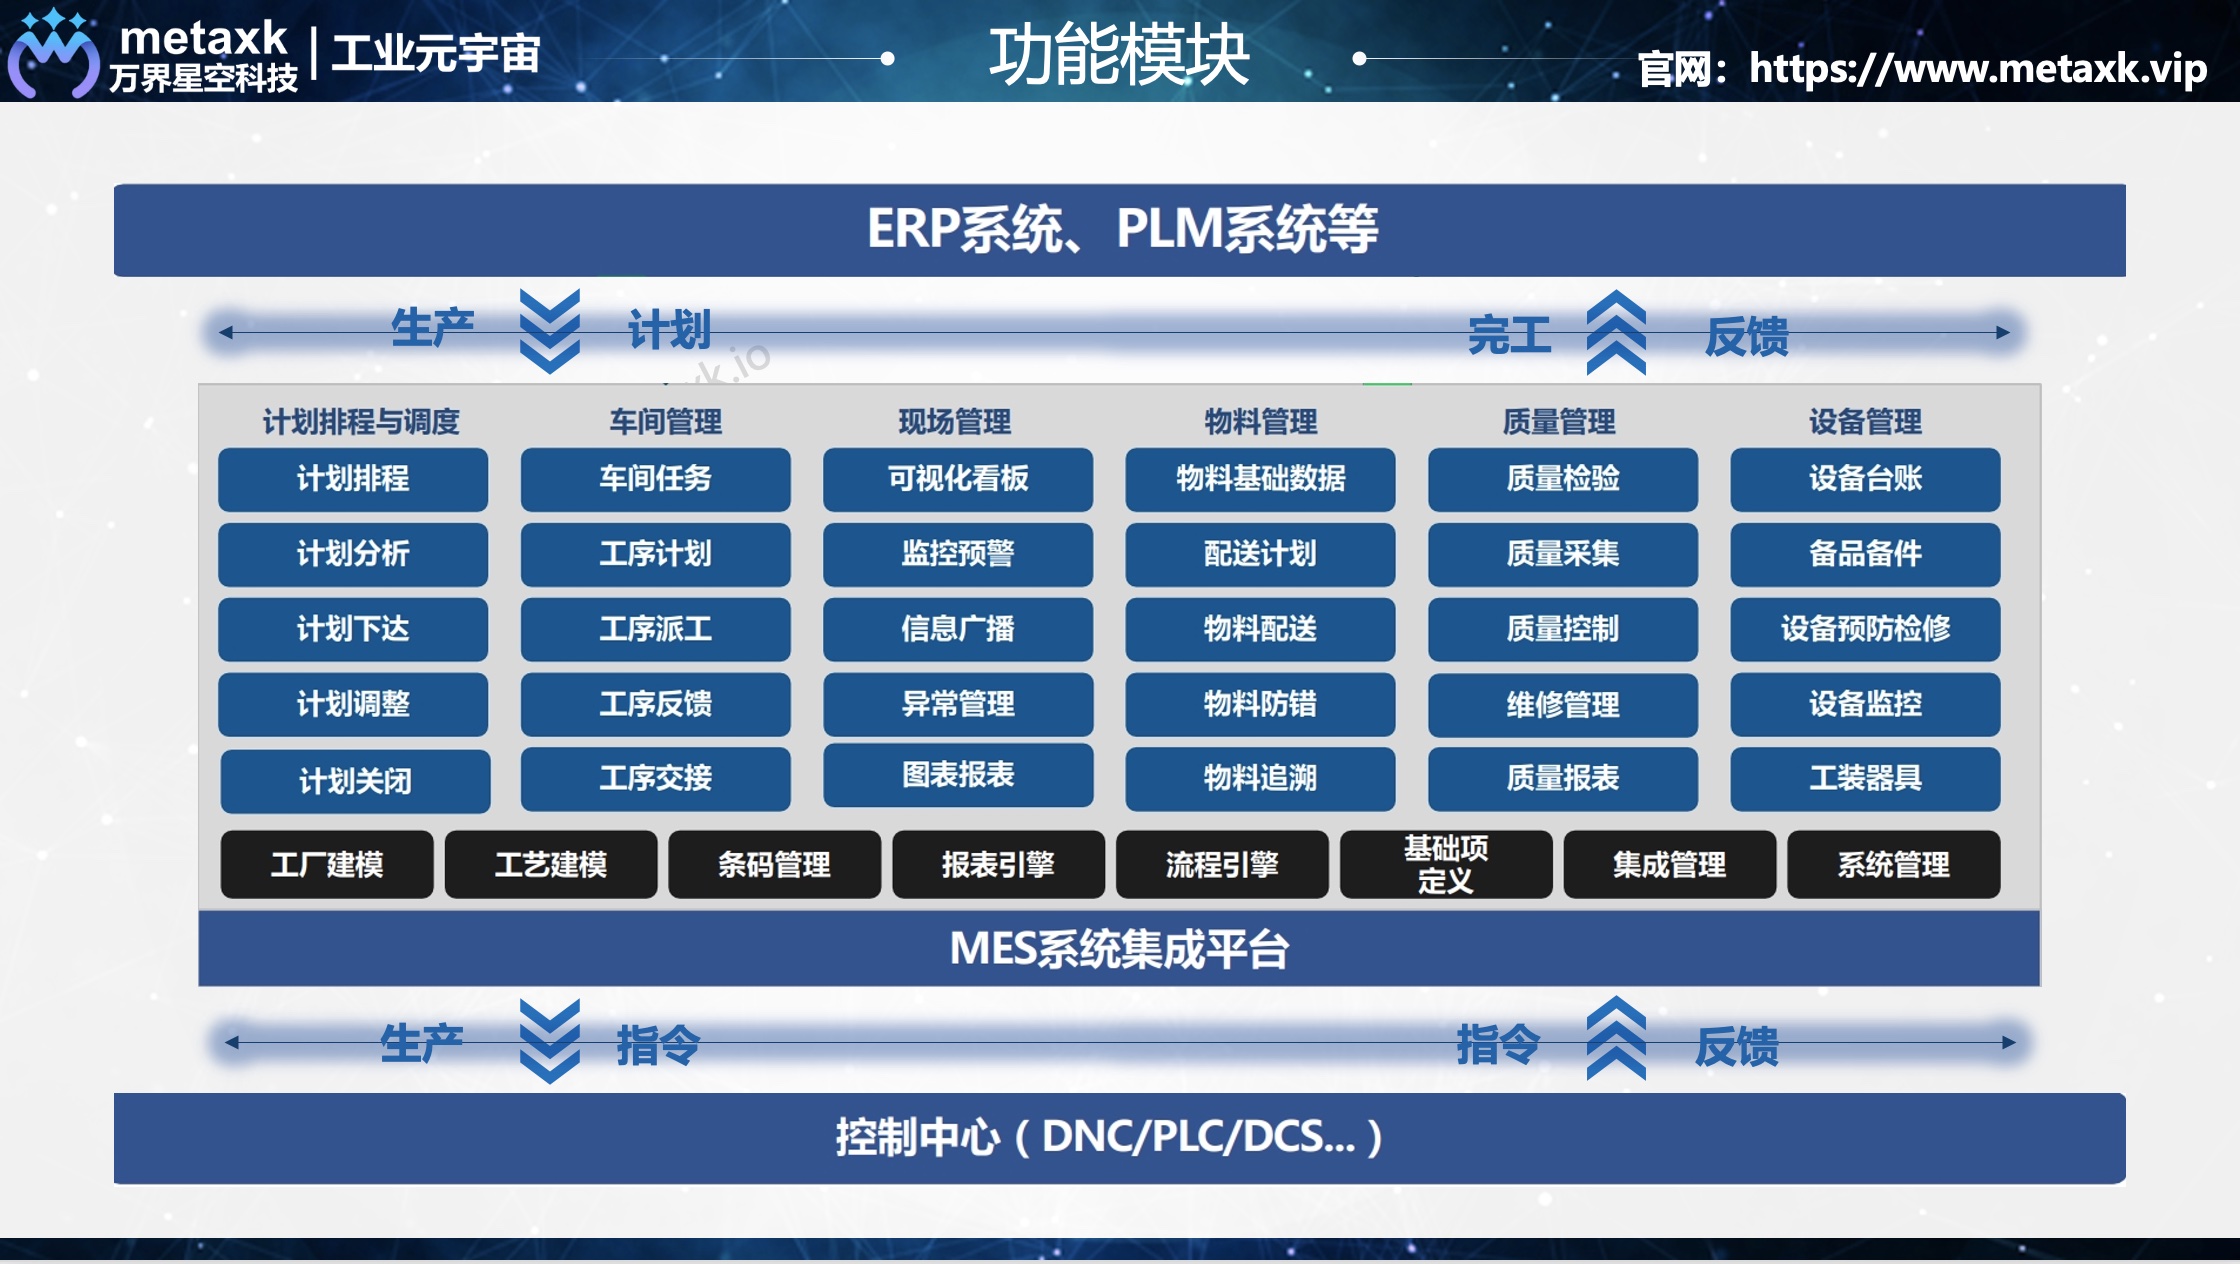 metaxk
万界星空科技
工业元宇宙
功能模块
官网：https://www.metaxk.vip
ERP系统、PLM系统等
生产 计划 完工 反馈
xk.io
计划排程与调度 车间管理 现场管理 物料管理 质量管理 设备管理
计划排程 车间任务 可视化看板 物料基础数据 质量检验 设备台账
计划分析 工序计划 监控预警 配送计划 质量采集 备品备件
计划下达 工序派工 信息广播 物料配送 质量控制 设备预防检修
计划调整 工序反馈 异常管理 物料防错 维修管理 设备监控
计划关闭 工序交接 图表报表 物料追溯 质量报表 工装器具
工厂建模 工艺建模 条码管理 报表引擎 流程引擎 基础项 集成管理 系统管理
定义
MES系统集成平台
生产 指令 指令 反馈
控制中心（DNC/PLC/DCS...）